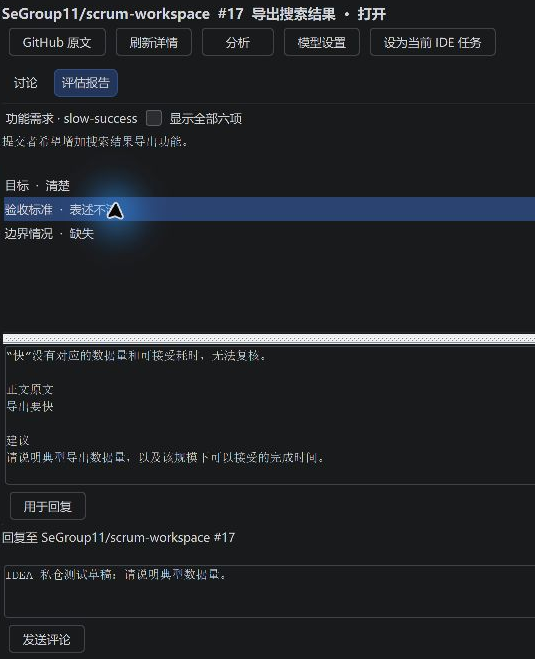 SeGroup11/scrum-workspace #17 导出搜索结果 · 打开
GitHub 原文 刷新详情 分析 模型设置 设为当前 IDE 任务
讨论 评估报告
功能需求 · slow-success 显示全部六项
提交者希望增加搜索结果导出功能。
目标 · 清楚
验收标准 · 表述不
边界情况 · 缺失
“快”没有对应的数据量和可接受耗时，无法复核。
正文原文
导出要快
建议
请说明典型导出数据量，以及该规模下可以接受的完成时间。
用于回复
回复至 SeGroup11/scrum-workspace #17
IDEA 私仓测试草稿：请说明典型数据量。
发送评论